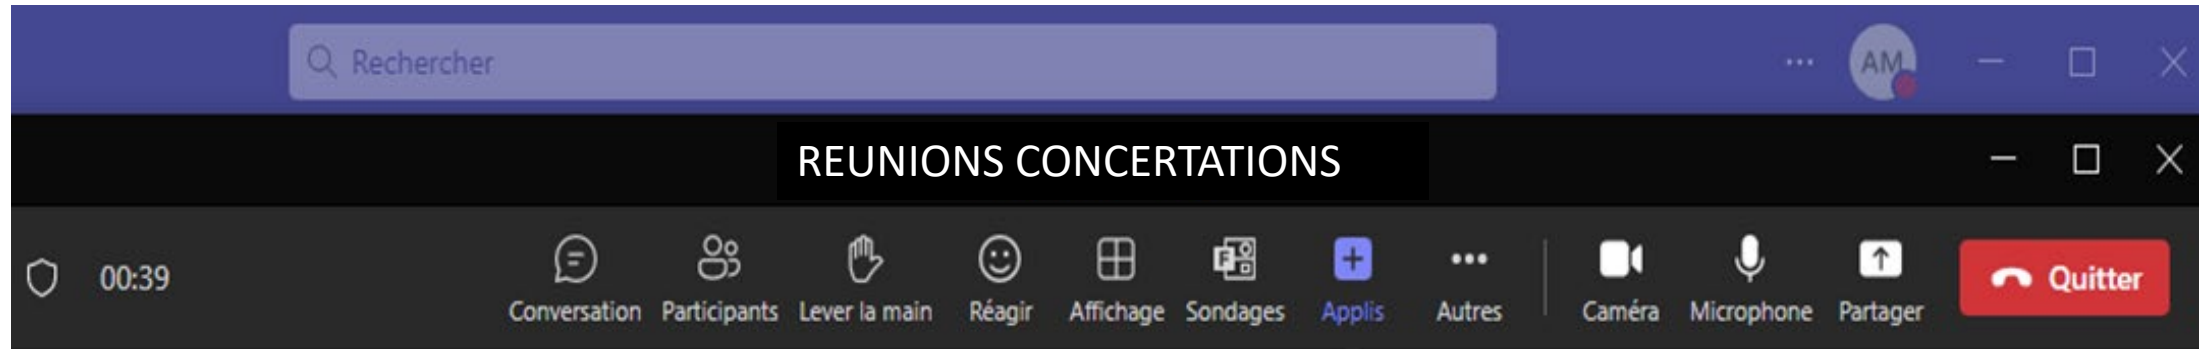 Rechercher
AM
REUNIONS CONCERTATIONS
00:39
Conversation Participants Lever la main Réagir Affichage Sondages Applis Autres Caméra Microphone Partager Quitter